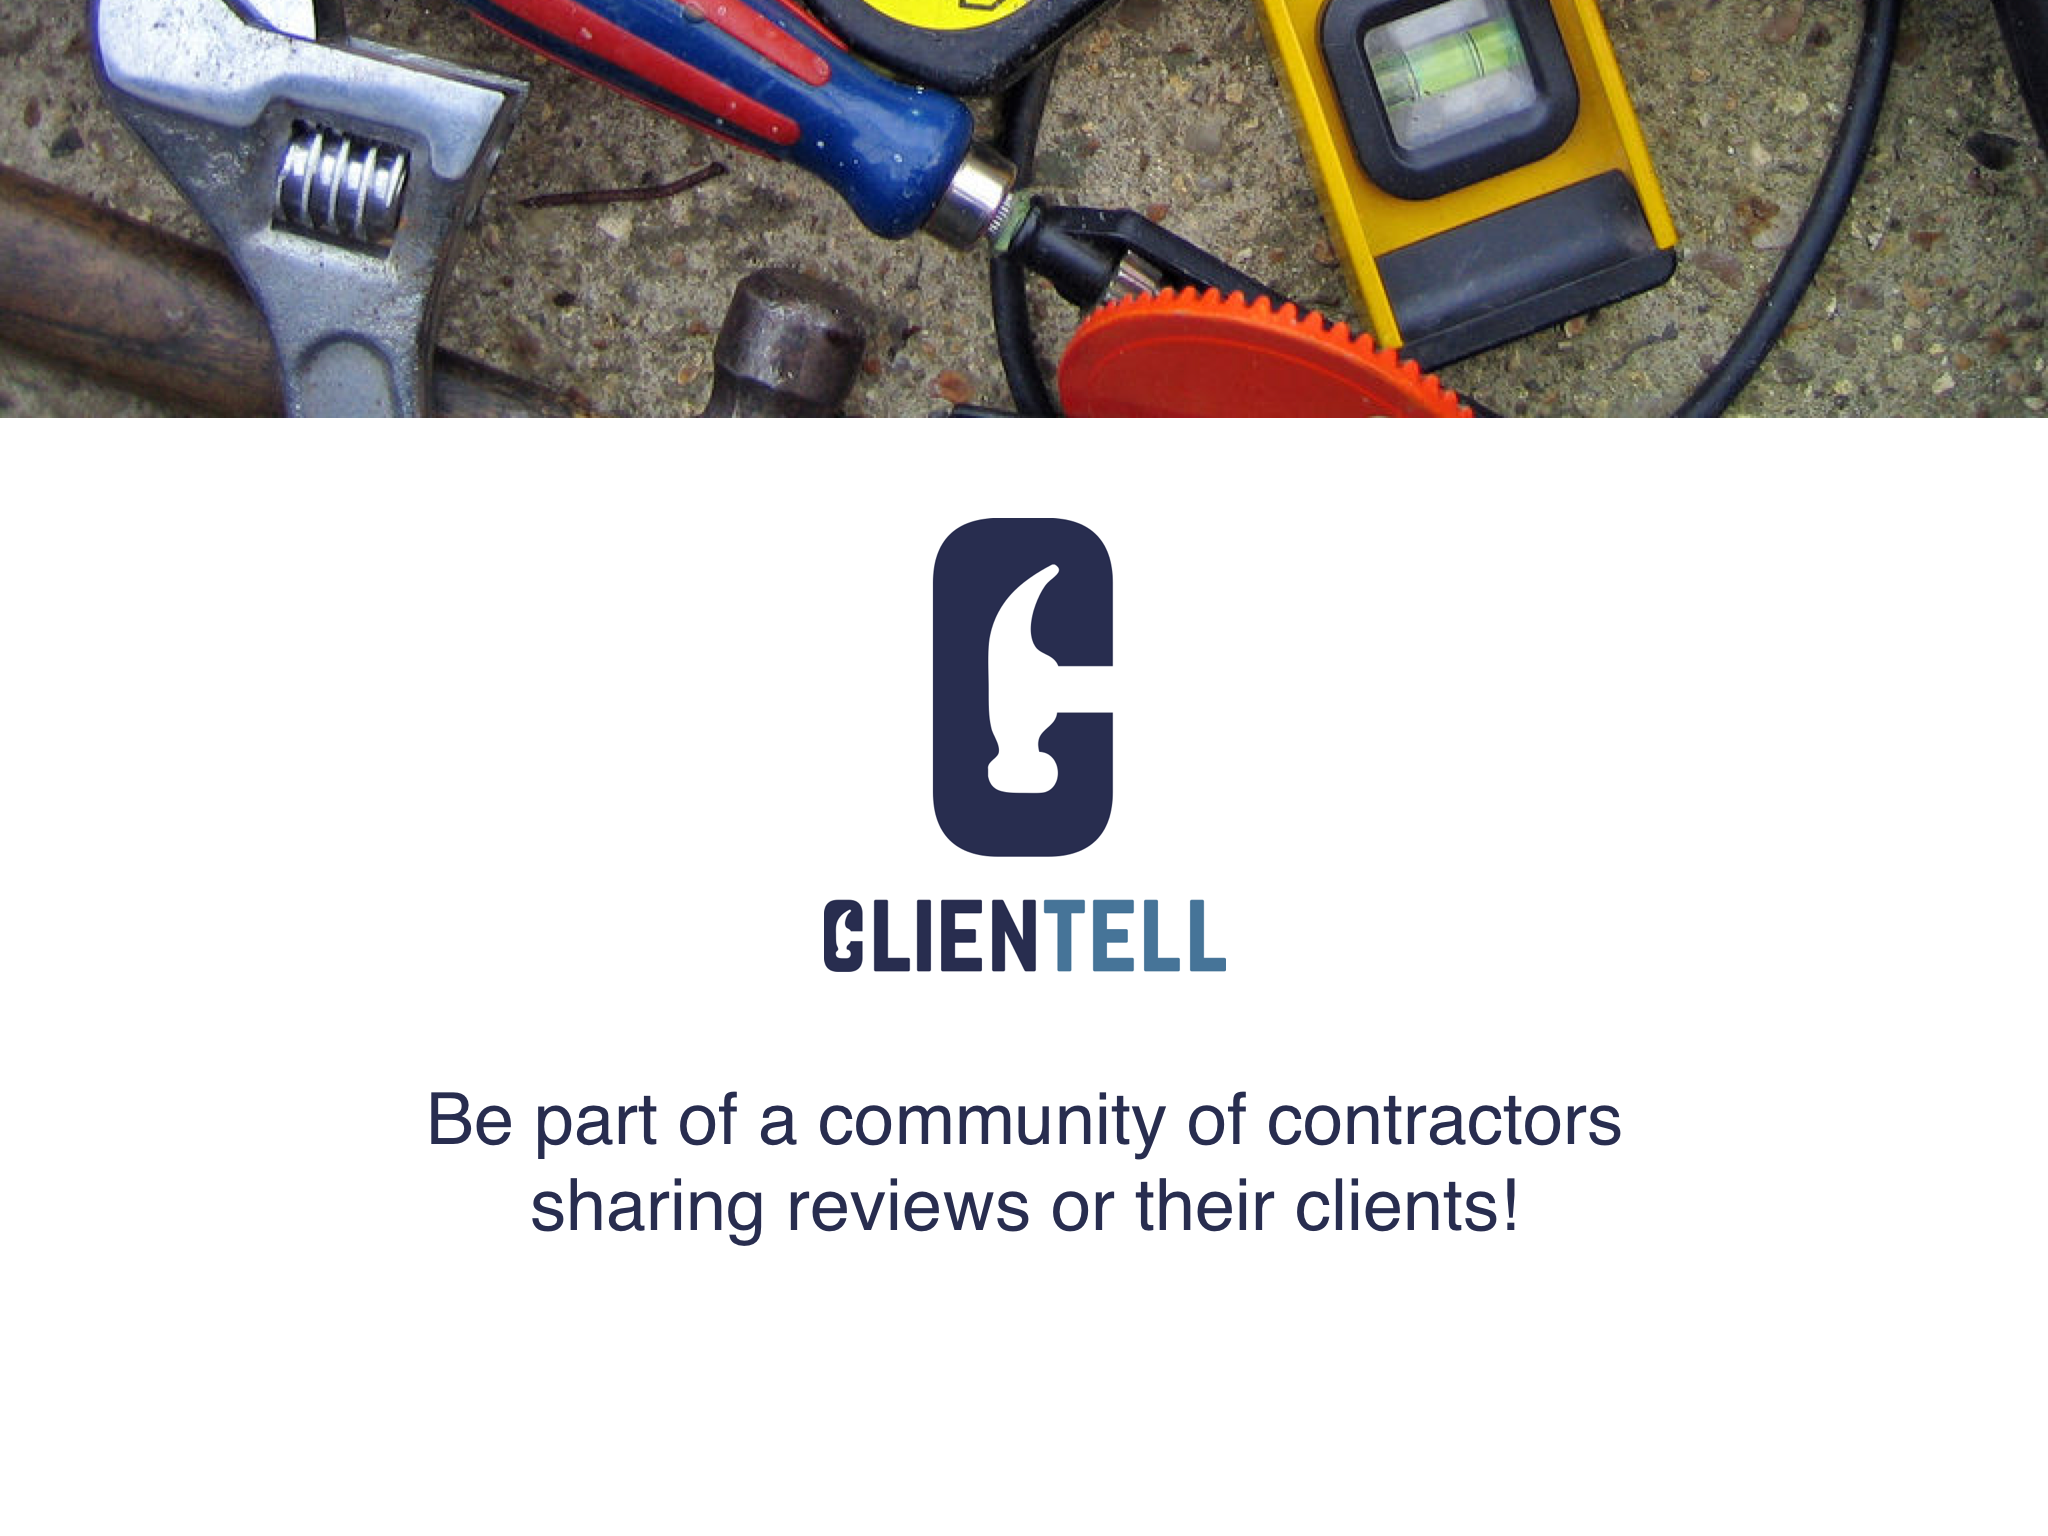 CLIENTELL
Be part of a community of contractors
sharing reviews or their clients!